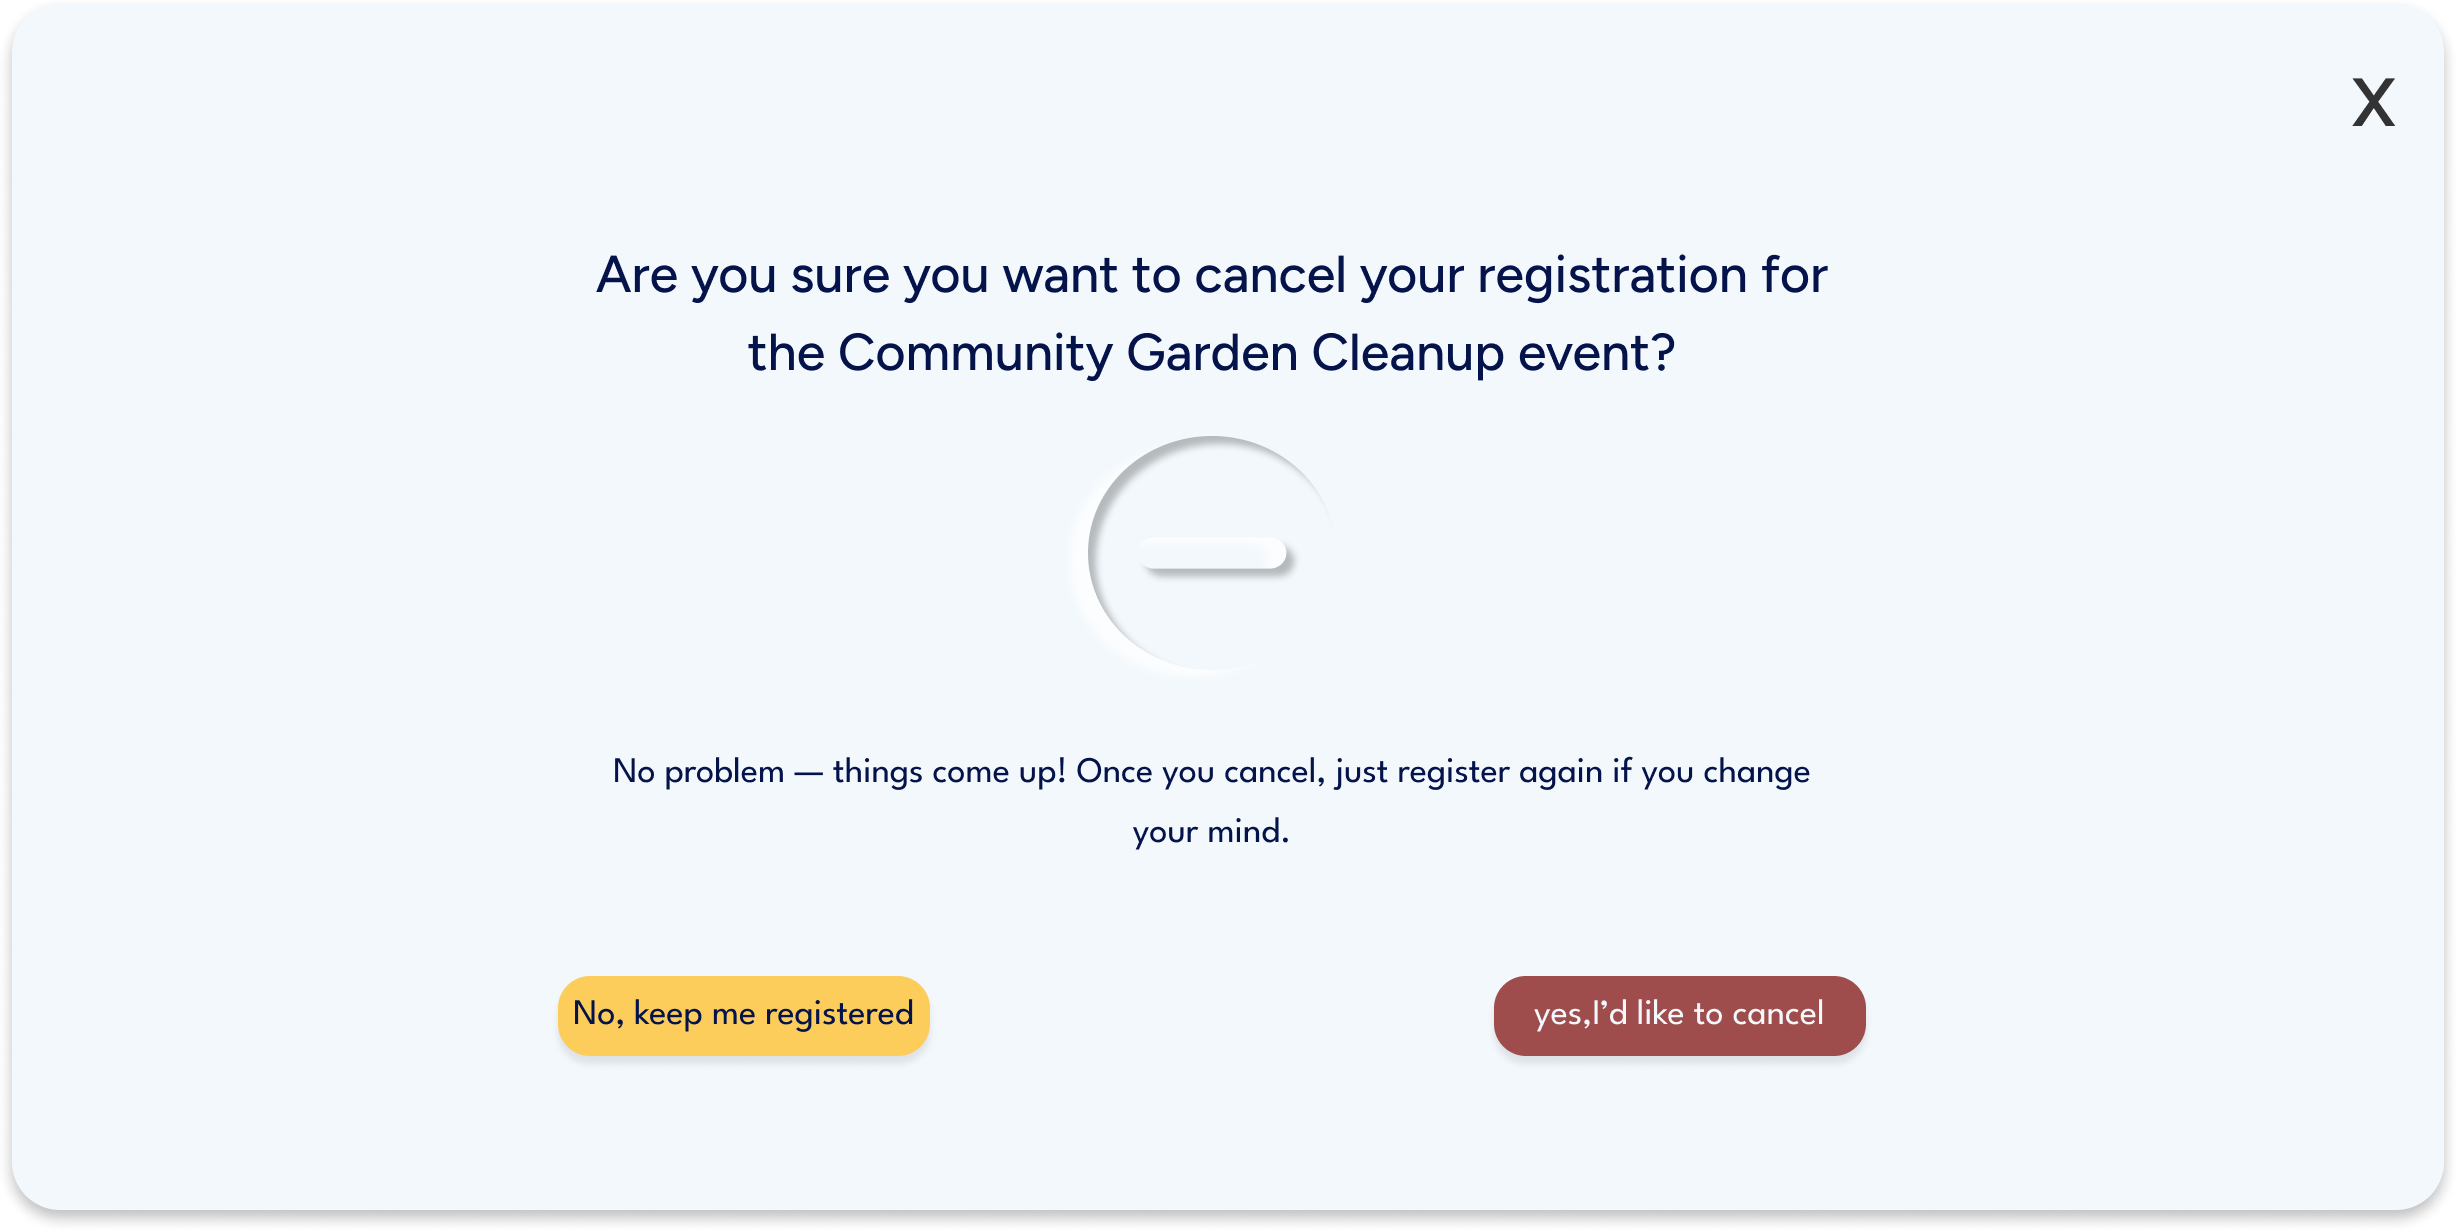 X
Are you sure you want to cancel your registration for
the Community Garden Cleanup event?
No problem — things come up! Once you cancel, just register again if you change
your mind.
No, keep me registered
yes,I’d like to cancel